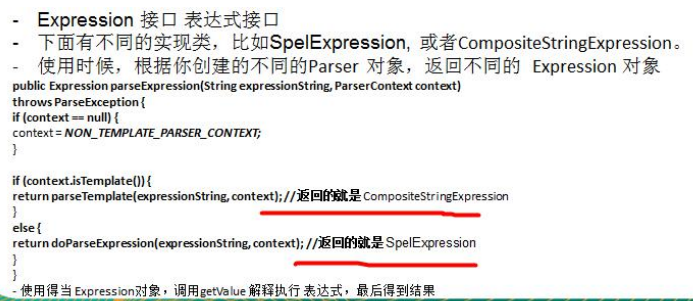 - Expression 接口 表达式接口
- 下面有不同的实现类，比如SpelExpression, 或者CompositeStringExpression。
- 使用时候，根据你创建的不同的Parser 对象，返回不同的 Expression 对象
public Expression parseExpression(String expressionString, ParserContext context)
throws ParseException {
if (context == null) {
context = NON_TEMPLATE_PARSER_CONTEXT;
}
if (context.isTemplate()) {
return parseTemplate(expressionString, context); //返回的就是 CompositeStringExpression
}
else {
return doParseExpression(expressionString, context); //返回的就是 SpelExpression
}
}
- 使用得当 Expression对象，调用getValue 解释执行 表达式，最后得到结果